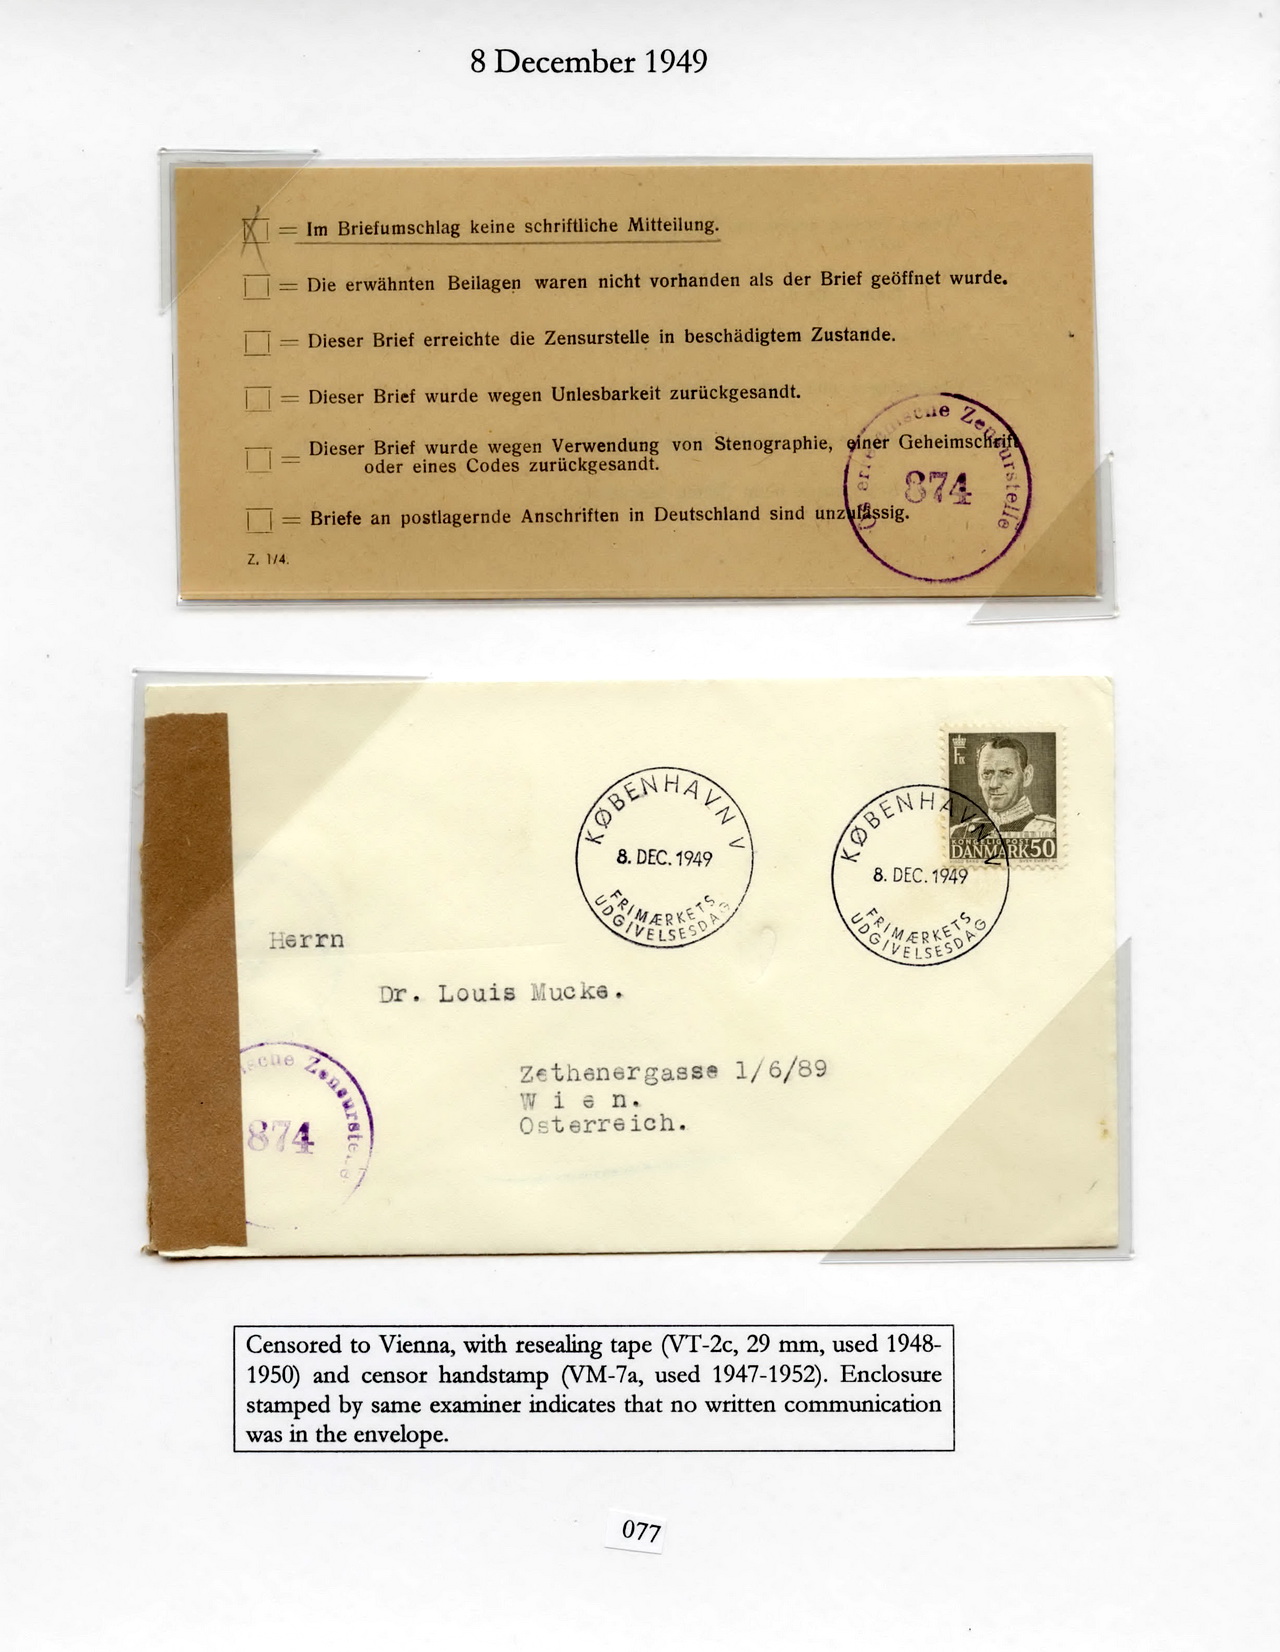 8 December 1949
= Im Briefumschlag keine schriftliche Mitteilung.
= Die erwähnten Beilagen waren nicht vorhanden als der Brief geöffnet wurde.
= Dieser Brief erreichte die Zensurstelle in beschädigtem Zustande.
= Dieser Brief wurde wegen Unlesbarkeit zurückgesandt.
= Dieser Brief wurde wegen Verwendung von Stenographie, einer Geheimschrift
oder eines Codes zurückgesandt.
= Briefe an postlagernde Anschriften in Deutschland sind unzulässig.
Z. 1/4.
Zensurstelle
874
F IX
KONGELIG POST
DANMARK 50
KØBENHAVN V
8. DEC. 1949
FRIMÆRKETS
UDGIVELSESDAG
KØBENHAVN V
8. DEC. 1949
FRIMÆRKETS
UDGIVELSESDAG
Herrn
Dr. Louis Mucke.
Zethenergasse 1/6/89
W i e n.
Osterreich.
874
Censored to Vienna, with resealing tape (VT-2c, 29 mm, used 1948-
1950) and censor handstamp (VM-7a, used 1947-1952). Enclosure
stamped by same examiner indicates that no written communication
was in the envelope.
077